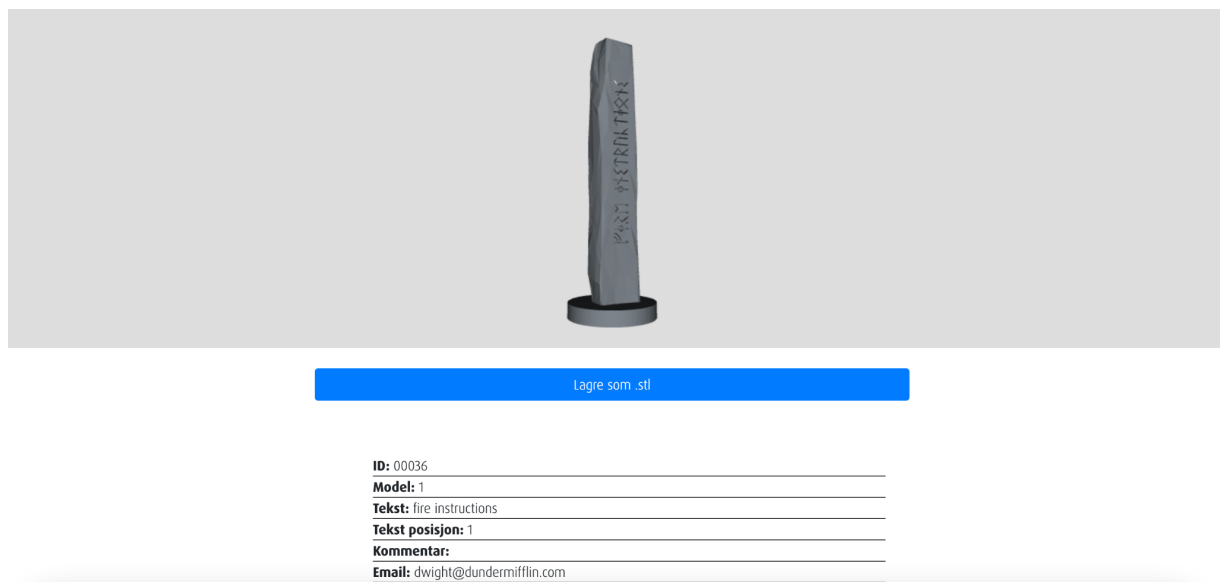 Lagre som .stl
ID: 00036
Model: 1
Tekst: fire instructions
Tekst posisjon: 1
Kommentar:
Email: dwight@dundermifflin.com